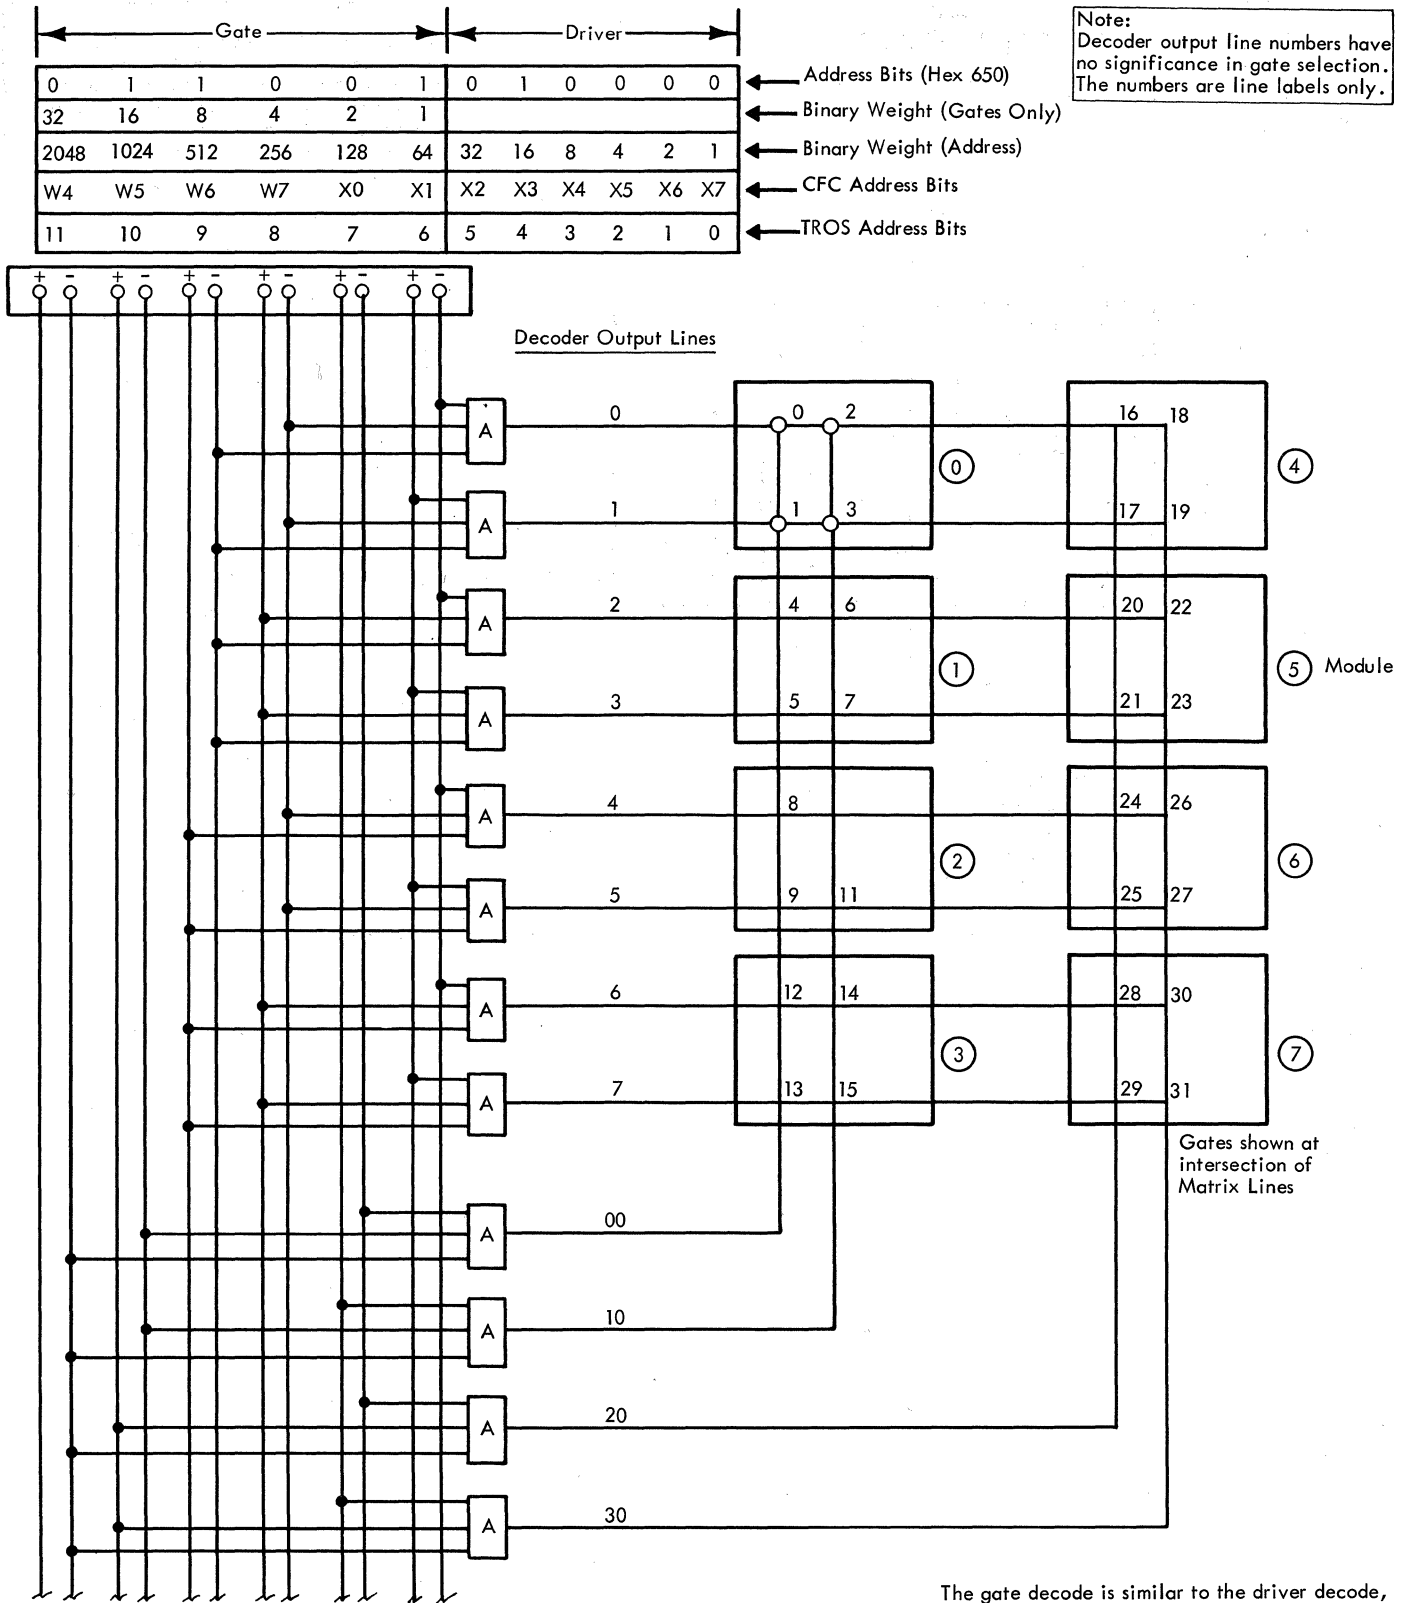 Gate Driver
Note:
Decoder output line numbers have
no significance in gate selection.
The numbers are line labels only.
0 1 1 0 0 1 0 1 0 0 0 0 Address Bits (Hex 650)
32 16 8 4 2 1 Binary Weight (Gates Only)
2048 1024 512 256 128 64 32 16 8 4 2 1 Binary Weight (Address)
W4 W5 W6 W7 X0 X1 X2 X3 X4 X5 X6 X7 CFC Address Bits
11 10 9 8 7 6 5 4 3 2 1 0 TROS Address Bits
+ - + - + - + - + - + -
Decoder Output Lines
A 0 0 2 16 18
0 4
A 1 1 3 17 19
A 2 4 6 20 22
1 5 Module
A 3 5 7 21 23
A 4 8 24 26
2 6
A 5 9 11 25 27
A 6 12 14 28 30
3 7
A 7 13 15 29 31
Gates shown at
intersection of
Matrix Lines
A 00
A 10
A 20
A 30
The gate decode is similar to the driver decode,